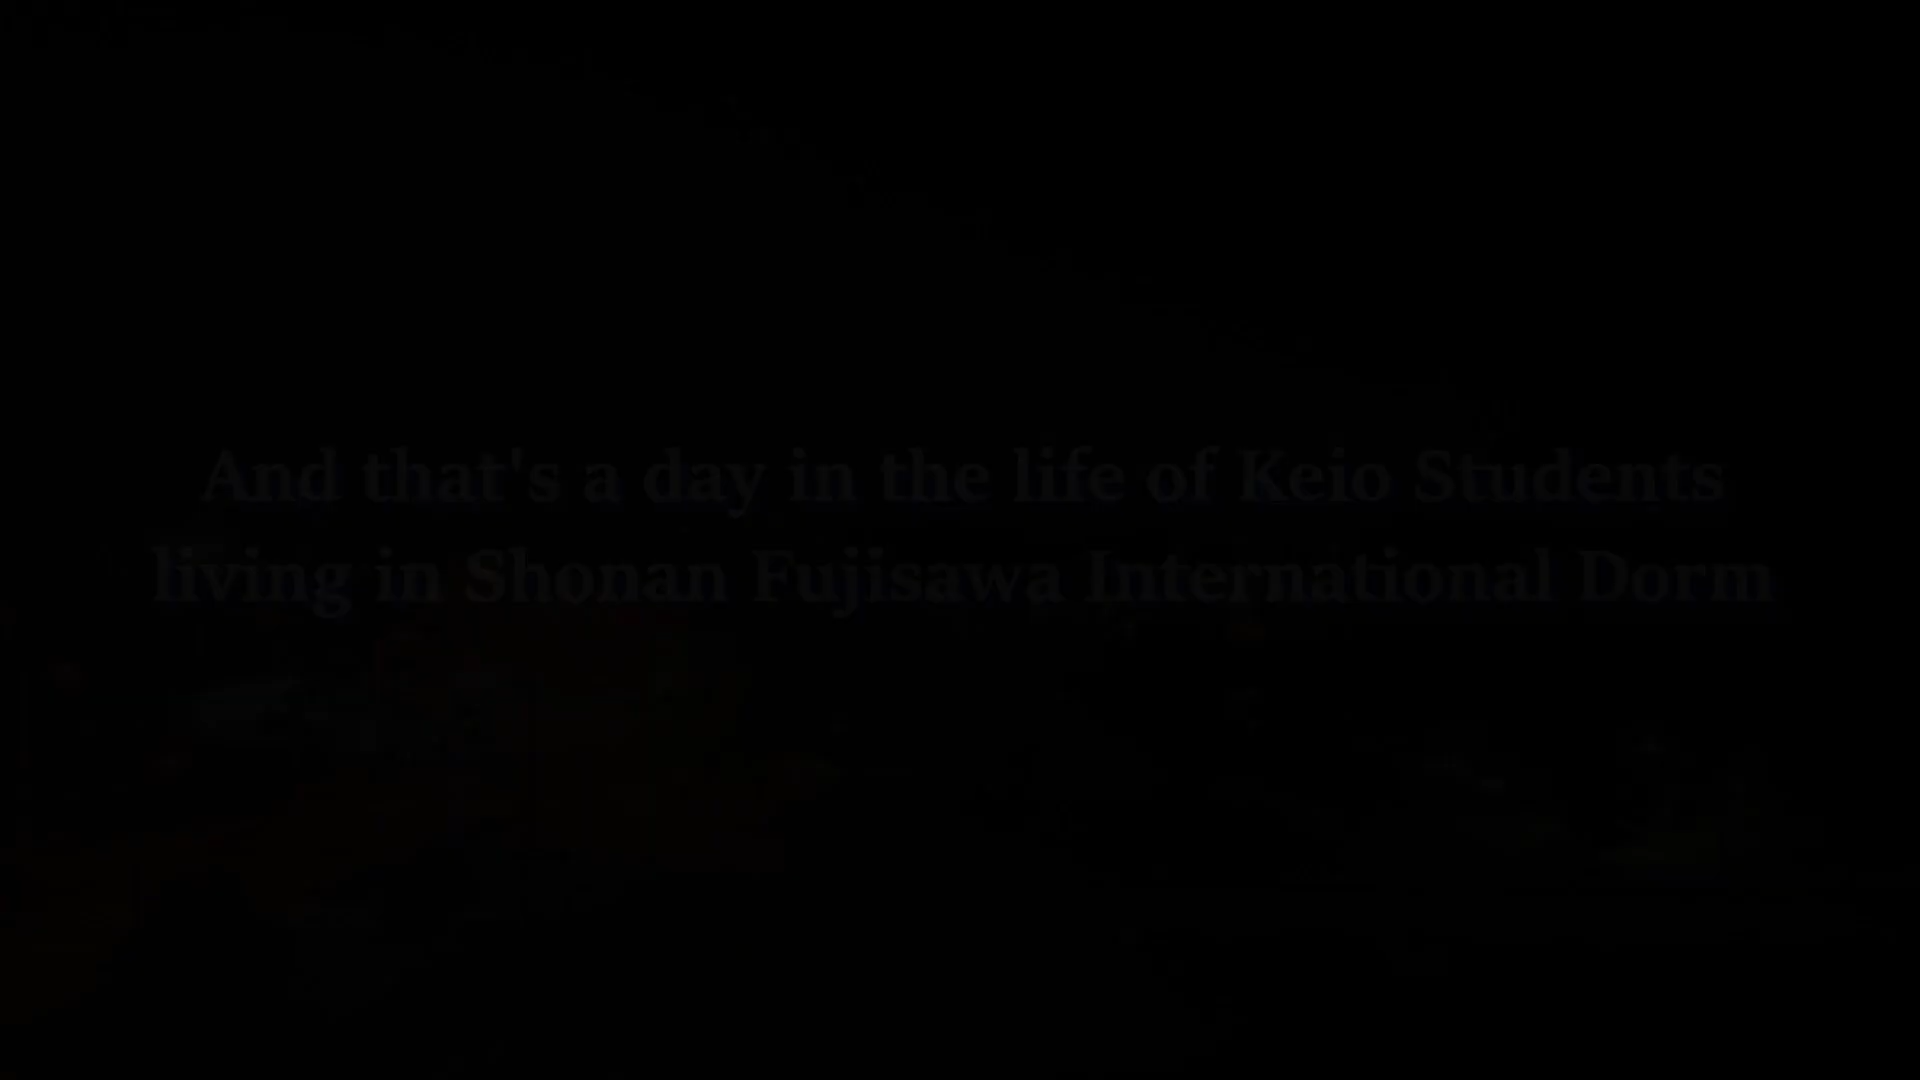 And that's a day in the life of Keio Students
living in Shonan Fujisawa International Dorm